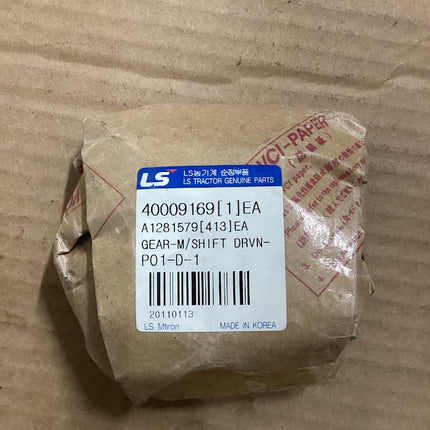 LS
LS농기계 순정부품
LS TRACTOR GENUINE PARTS
40009169[1]EA
A1281579[413]EA
GEAR-M/SHIFT DRVN-
P01-D-1
20110113
LS Mtron MADE IN KOREA
VCI-PAPER